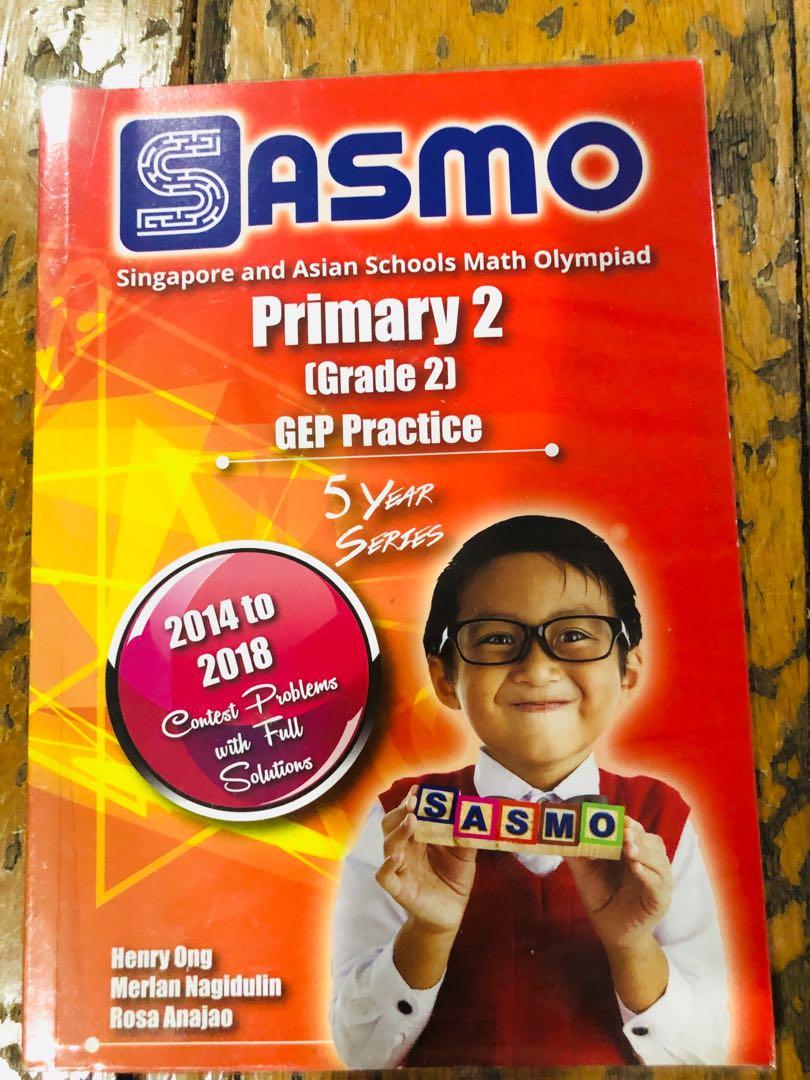 SASMO
Singapore and Asian Schools Math Olympiad
Primary 2
(Grade 2)
GEP Practice
5 YEAR
SERIES
2014 to
2018
Contest Problems
with Full
Solutions
SASMO
Henry Ong
Merlan Nagidulin
Rosa Anajao